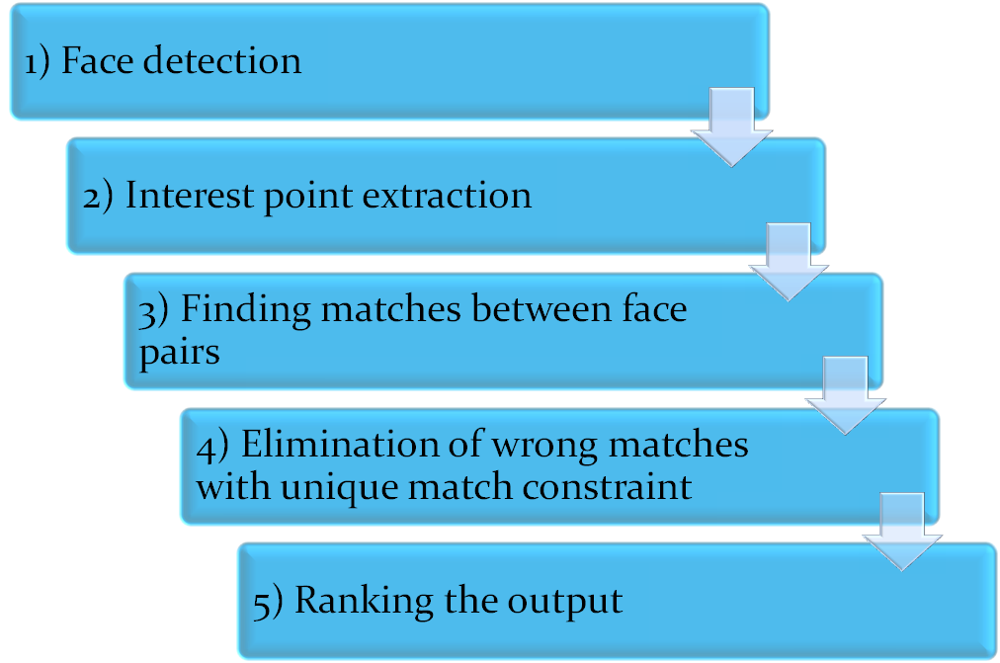 1) Face detection
2) Interest point extraction
3) Finding matches between face
pairs
4) Elimination of wrong matches
with unique match constraint
5) Ranking the output